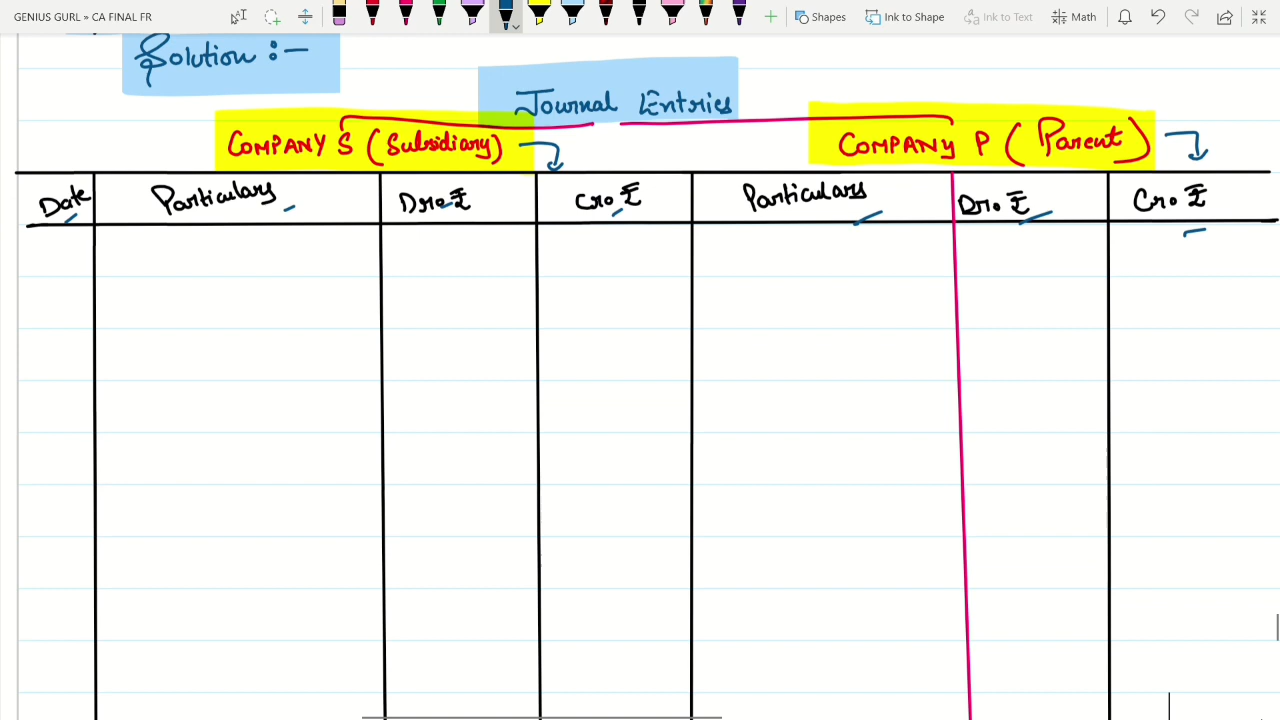 GENIUS GURL » CA FINAL FR
Shapes Ink to Shape Ink to Text Math
Solution :-
Journal Entries
COMPANY S (Subsidiary) COMPANY P (Parent)
Date Particulars Dr. ₹ Cr. ₹ Particulars Dr. ₹ Cr. ₹